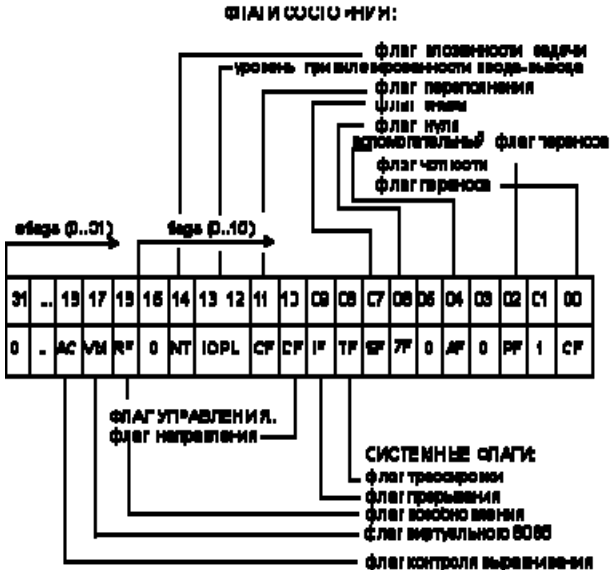 ФЛАГИ СОСТОЯНИЯ:
флаг вложенности задачи
уровень привилегированности ввода-вывода
флаг переполнения
флаг знака
флаг нуля
вспомогательный флаг переноса
флаг четности
флаг переноса
eflags (0..31) flags (0..15)
31 ... 18 17 16 15 14 13 12 11 10 09 08 07 06 05 04 03 02 01 00
0 .. AC VM RF 0 NT IOPL OF DF IF TF SF ZF 0 AF 0 PF 1 CF
ФЛАГ УПРАВЛЕНИЯ..
флаг направления
СИСТЕМНЫЕ ФЛАГИ:
флаг трассировки
флаг прерывания
флаг возобновления
флаг виртуального 8086
флаг контроля выравнивания